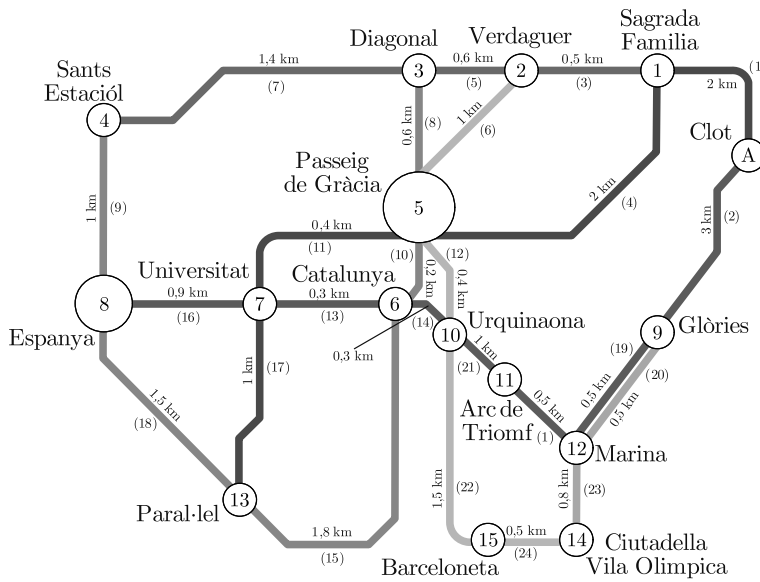 Sagrada
Familia
Diagonal
Verdaguer
1,4 km
0,6 km
0,5 km
(1
Sants
Estaciól
3
2
1
2 km
(7)
(5)
(3)
4
0,6 km
(8)
1 km
(6)
Clot
A
Passeig
de Gràcia
5
2 km
(4)
3 km
(2)
1 km
(9)
0,4 km
(11)
(10)
(12)
Universitat
Catalunya
0,2 km
0,4 km
8
0,9 km
(16)
7
0,3 km
(13)
6
(14)
Espanya
Urquinaona
10
9
Glòries
0,3 km
1 km
(21)
(19)
(20)
1 km
(17)
11
0,5 km
0,5 km
0,5 km
Arc de
Triomf
(1)
1,5 km
(18)
12
Marina
13
Paral·lel
1,5 km
(22)
0,8 km
(23)
1,8 km
(15)
15
0,5 km
(24)
14
Barceloneta
Ciutadella
Vila Olimpica